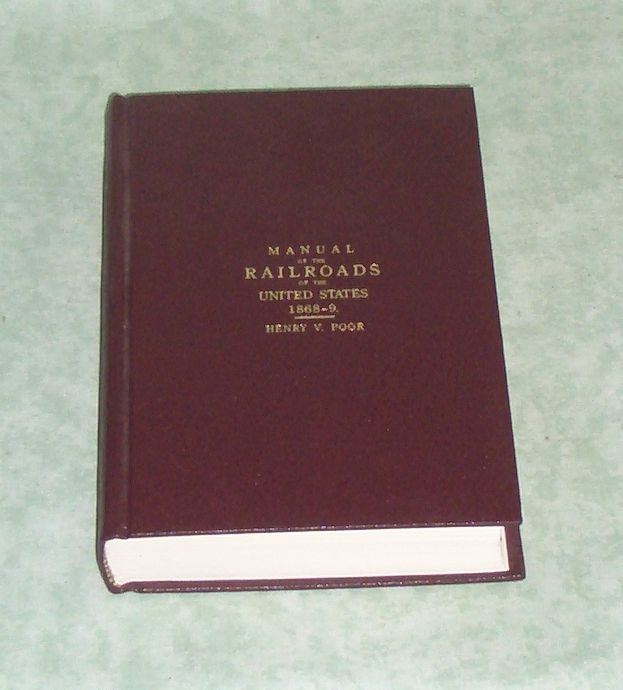 MANUAL
OF THE
RAILROADS
OF THE
UNITED STATES
1868-9.
HENRY V. POOR